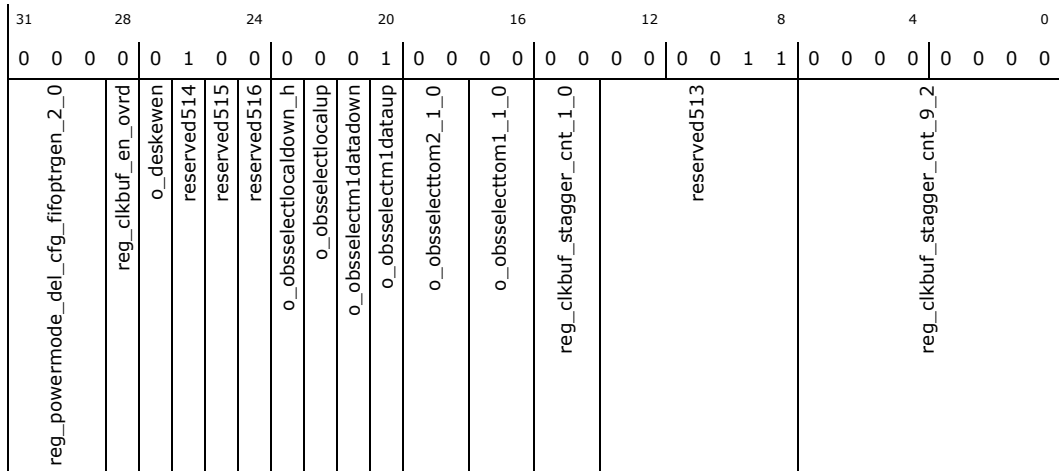 31 28 24 20 16 12 8 4 0
0 0 0 0 0 1 0 0 0 0 0 1 0 0 0 0 0 0 0 0 0 0 1 1 0 0 0 0 0 0 0 0
reg_powermode_del_cfg_fifoptrgen_2_0
reg_clkbuf_en_ovrd
o_deskewen
reserved514
reserved515
reserved516
o_obsselectlocaldown_h
o_obsselectlocalup
o_obsselectm1datadown
o_obsselectm1dataup
o_obsselecttom2_1_0
o_obsselecttom1_1_0
reg_clkbuf_stagger_cnt_1_0
reserved513
reg_clkbuf_stagger_cnt_9_2